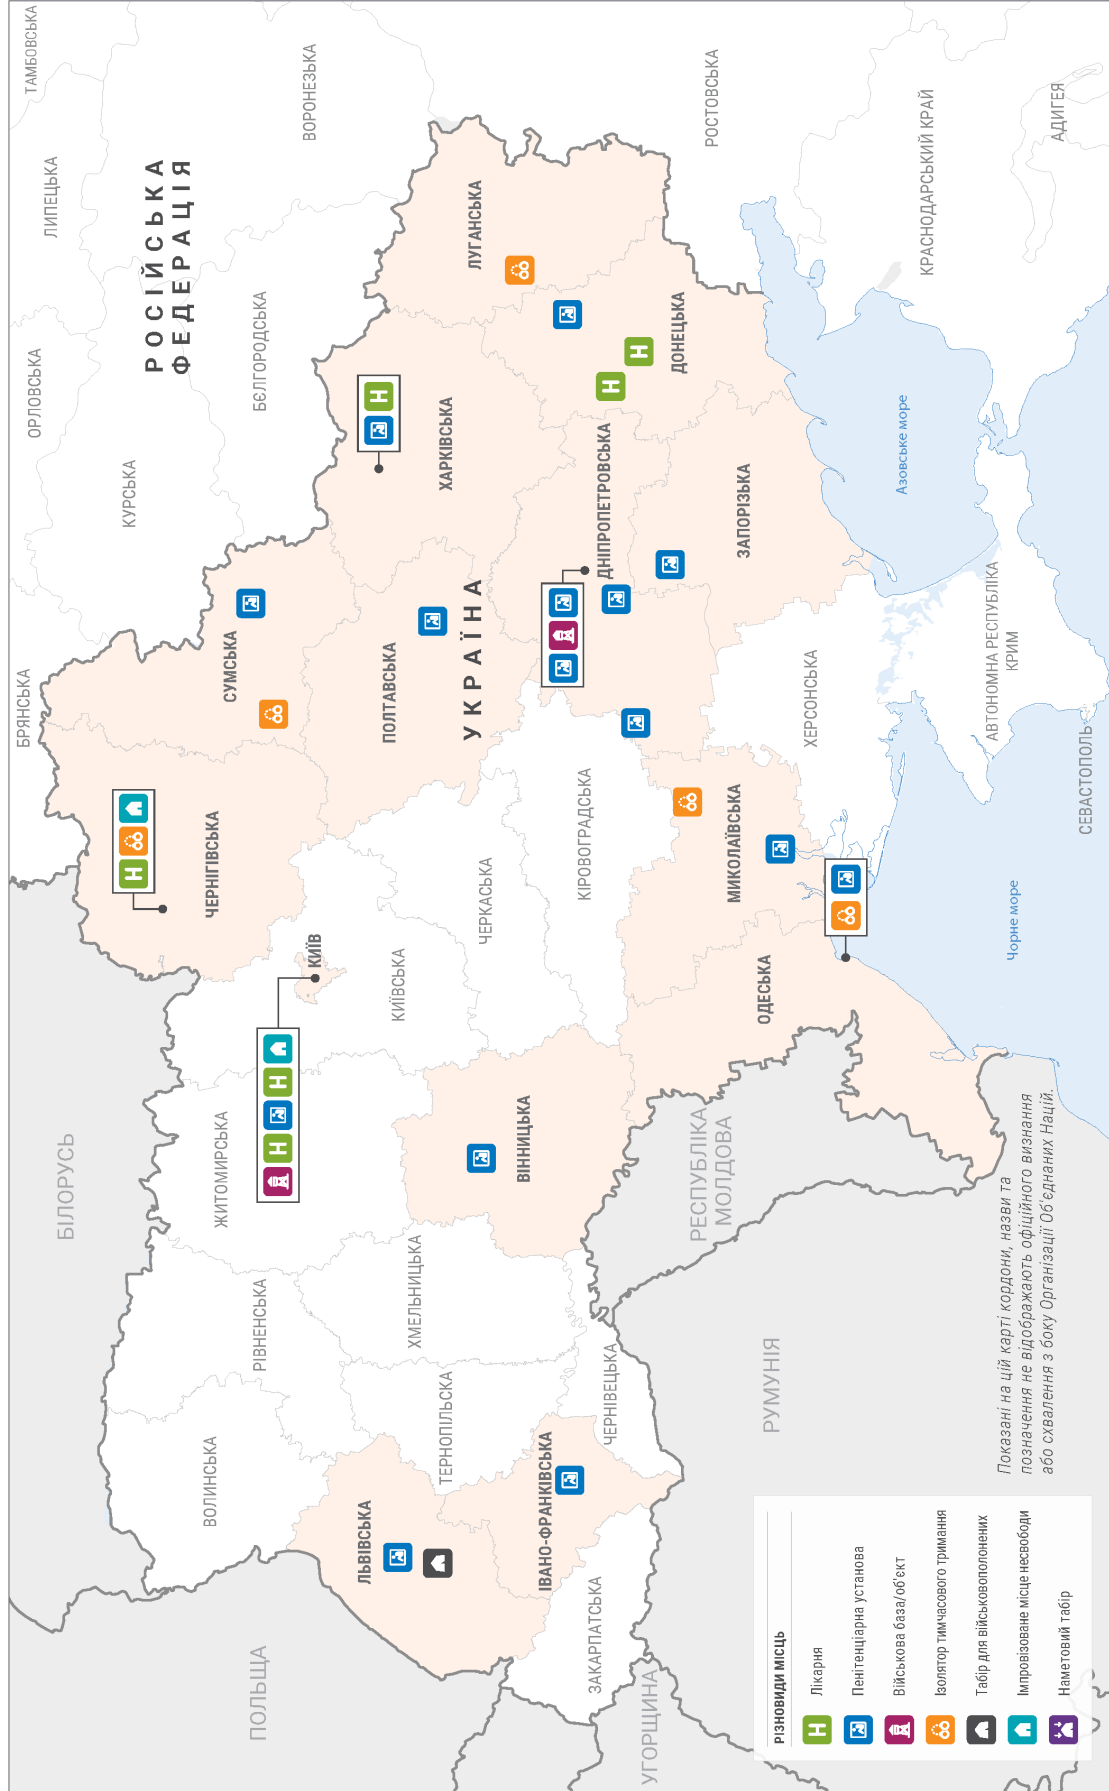 ТАМБОВСЬКА
ЛИПЕЦЬКА
ОРЛОВСЬКА
БРЯНСЬКА
КУРСЬКА
ВОРОНЕЗЬКА
БЄЛГОРОДСЬКА
РОСІЙСЬКА
ФЕДЕРАЦІЯ
РОСТОВСЬКА
КРАСНОДАРСЬКИЙ КРАЙ
АДИГЕЯ
БІЛОРУСЬ
ПОЛЬЩА
УГОРЩИНА
РУМУНІЯ
РЕСПУБЛІКА
МОЛДОВА
УКРАЇНА
ВОЛИНСЬКА
РІВНЕНСЬКА
ЖИТОМИРСЬКА
КИЇВ
КИЇВСЬКА
ЧЕРНІГІВСЬКА
СУМСЬКА
ПОЛТАВСЬКА
ХАРКІВСЬКА
ЛУГАНСЬКА
ЛЬВІВСЬКА
ТЕРНОПІЛЬСКА
ХМЕЛЬНИЦЬКА
ВІННИЦЬКА
ЧЕРКАСЬКА
КІРОВОГРАДСЬКА
ДНІПРОПЕТРОВСЬКА
ДОНЕЦЬКА
ІВАНО-ФРАНКІВСЬКА
ЗАКАРПАТСЬКА
ЧЕРНІВЕЦЬКА
ОДЕСЬКА
МИКОЛАЇВСЬКА
ХЕРСОНСЬКА
ЗАПОРІЗЬКА
АВТОНОМНА РЕСПУБЛІКА
КРИМ
СЕВАСТОПОЛЬ
Азовське море
Чорне море
H
H
H
H
H
H
Показані на цій карті кордони, назви та
позначення не відображають офіційного визнання
або схвалення з боку Організації Об'єднаних Націй.
РІЗНОВИДИ МІСЦЬ
H Лікарня
Пенітенціарна установа
Військова база/об'єкт
Ізолятор тимчасового тримання
Табір для військовополонених
Імпровізоване місце несвободи
Наметовий табір